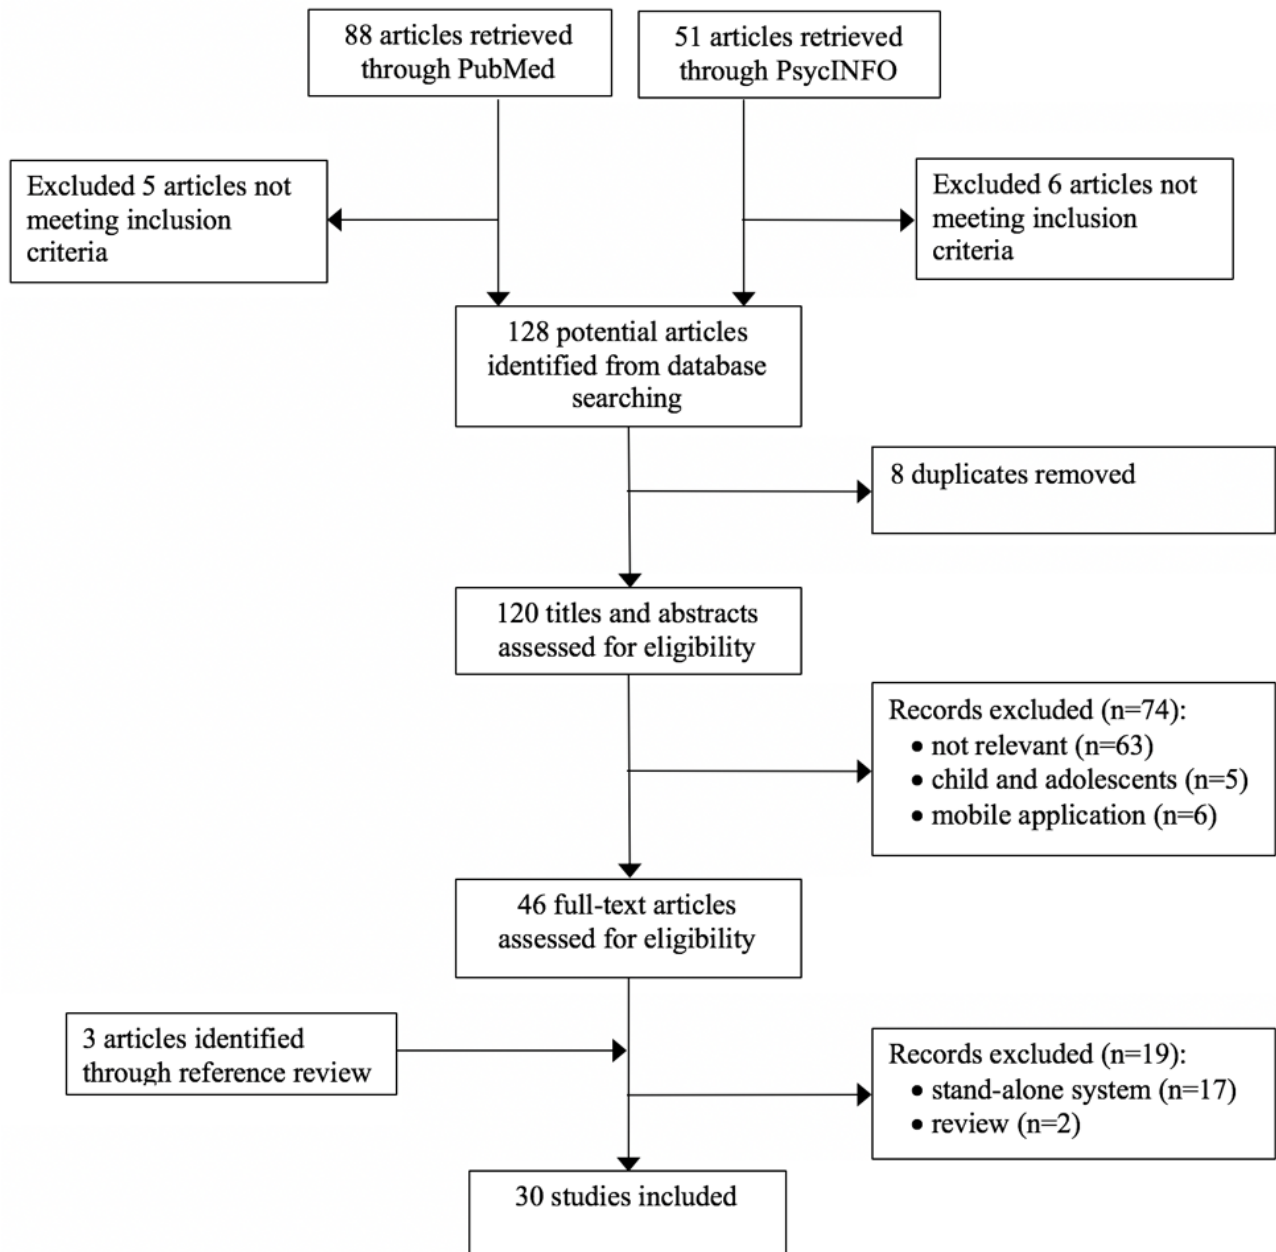 88 articles retrieved
through PubMed
51 articles retrieved
through PsycINFO
Excluded 5 articles not
meeting inclusion
criteria
Excluded 6 articles not
meeting inclusion
criteria
128 potential articles
identified from database
searching
8 duplicates removed
120 titles and abstracts
assessed for eligibility
Records excluded (n=74):
• not relevant (n=63)
• child and adolescents (n=5)
• mobile application (n=6)
46 full-text articles
assessed for eligibility
3 articles identified
through reference review
Records excluded (n=19):
• stand-alone system (n=17)
• review (n=2)
30 studies included